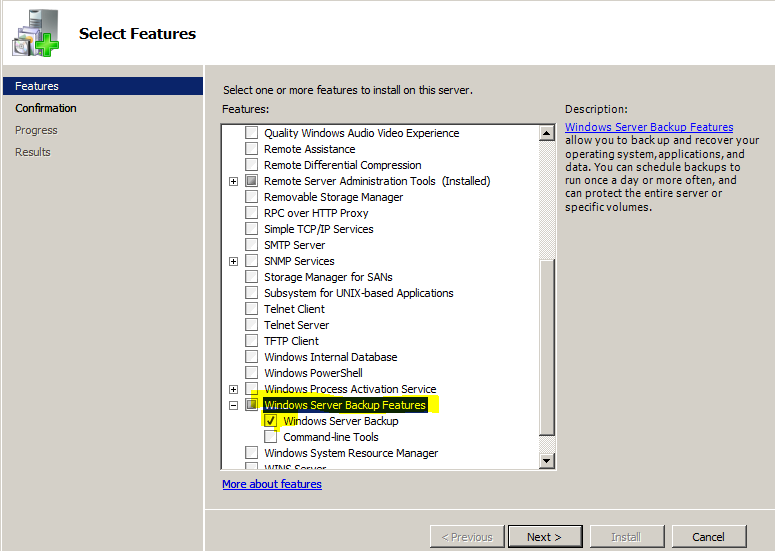 Select Features
Features
Confirmation
Progress
Results
Select one or more features to install on this server.
Features:
Quality Windows Audio Video Experience
Remote Assistance
Remote Differential Compression
Remote Server Administration Tools (Installed)
Removable Storage Manager
RPC over HTTP Proxy
Simple TCP/IP Services
SMTP Server
SNMP Services
Storage Manager for SANs
Subsystem for UNIX-based Applications
Telnet Client
Telnet Server
TFTP Client
Windows Internal Database
Windows PowerShell
Windows Process Activation Service
Windows Server Backup Features
Windows Server Backup
Command-line Tools
Windows System Resource Manager
WINS Server
More about features
Description:
Windows Server Backup Features
allow you to backup and recover your
operating system, applications, and
data. You can schedule backups to
run once a day or more often, and
can protect the entire server or
specific volumes.
< Previous
Next >
Install
Cancel